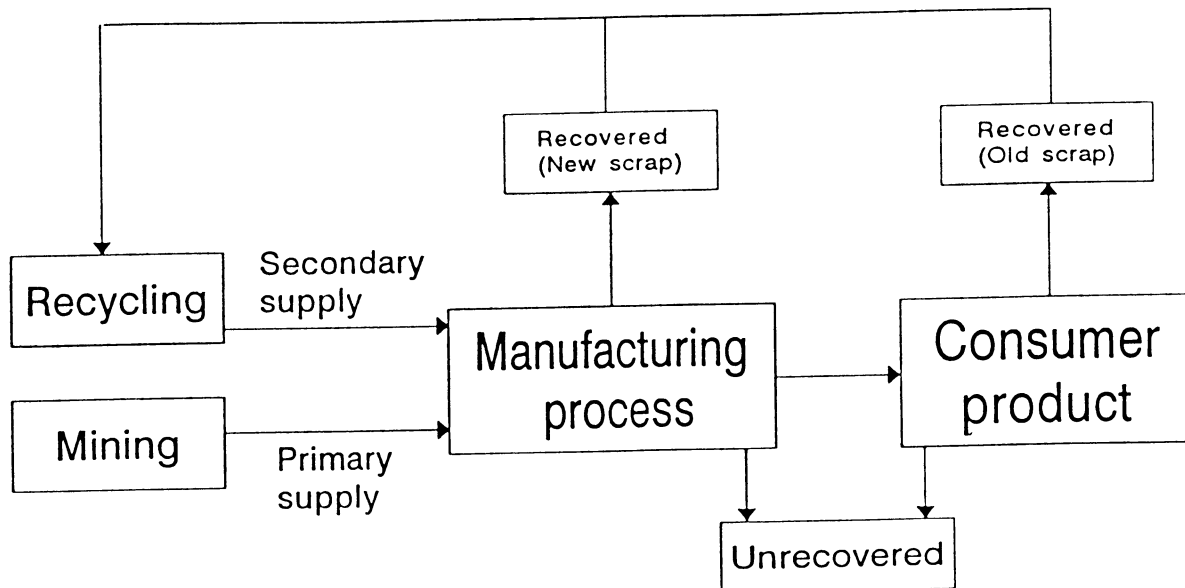 Recovered
(New scrap)
Recovered
(Old scrap)
Recycling
Secondary
supply
Manufacturing
process
Consumer
product
Mining
Primary
supply
Unrecovered